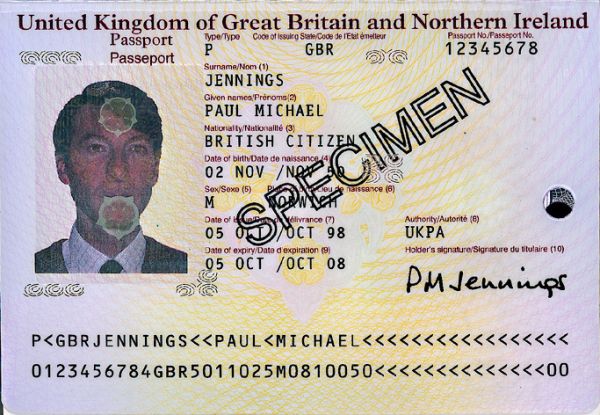 United Kingdom of Great Britain and Northern Ireland
Passport
Passeport
Type/Type Code of Issuing State/Code de l'Etat émetteur Passport No./Passeport No.
P GBR 12345678
Surname/Nom (1)
JENNINGS
Given names/Prénoms (2)
PAUL MICHAEL
Nationality/Nationalité (3)
BRITISH CITIZEN
Date of birth/Date de naissance (4)
02 NOV /NOV 50
Sex/Sexe (5) Place of birth/Lieu de naissance (6)
M NORWICH
Date of issue/Date de délivrance (7) Authority/Autorité (8)
05 OCT /OCT 98 UKPA
Date of expiry/Date d'expiration (9) Holder's signature/Signature du titulaire (10)
05 OCT /OCT 08
PMJennings
SPECIMEN
P<GBRJENNINGS<<PAUL<MICHAEL<<<<<<<<<<<<<<<<<
0123456784GBR5011025M0810050<<<<<<<<<<<<<<00